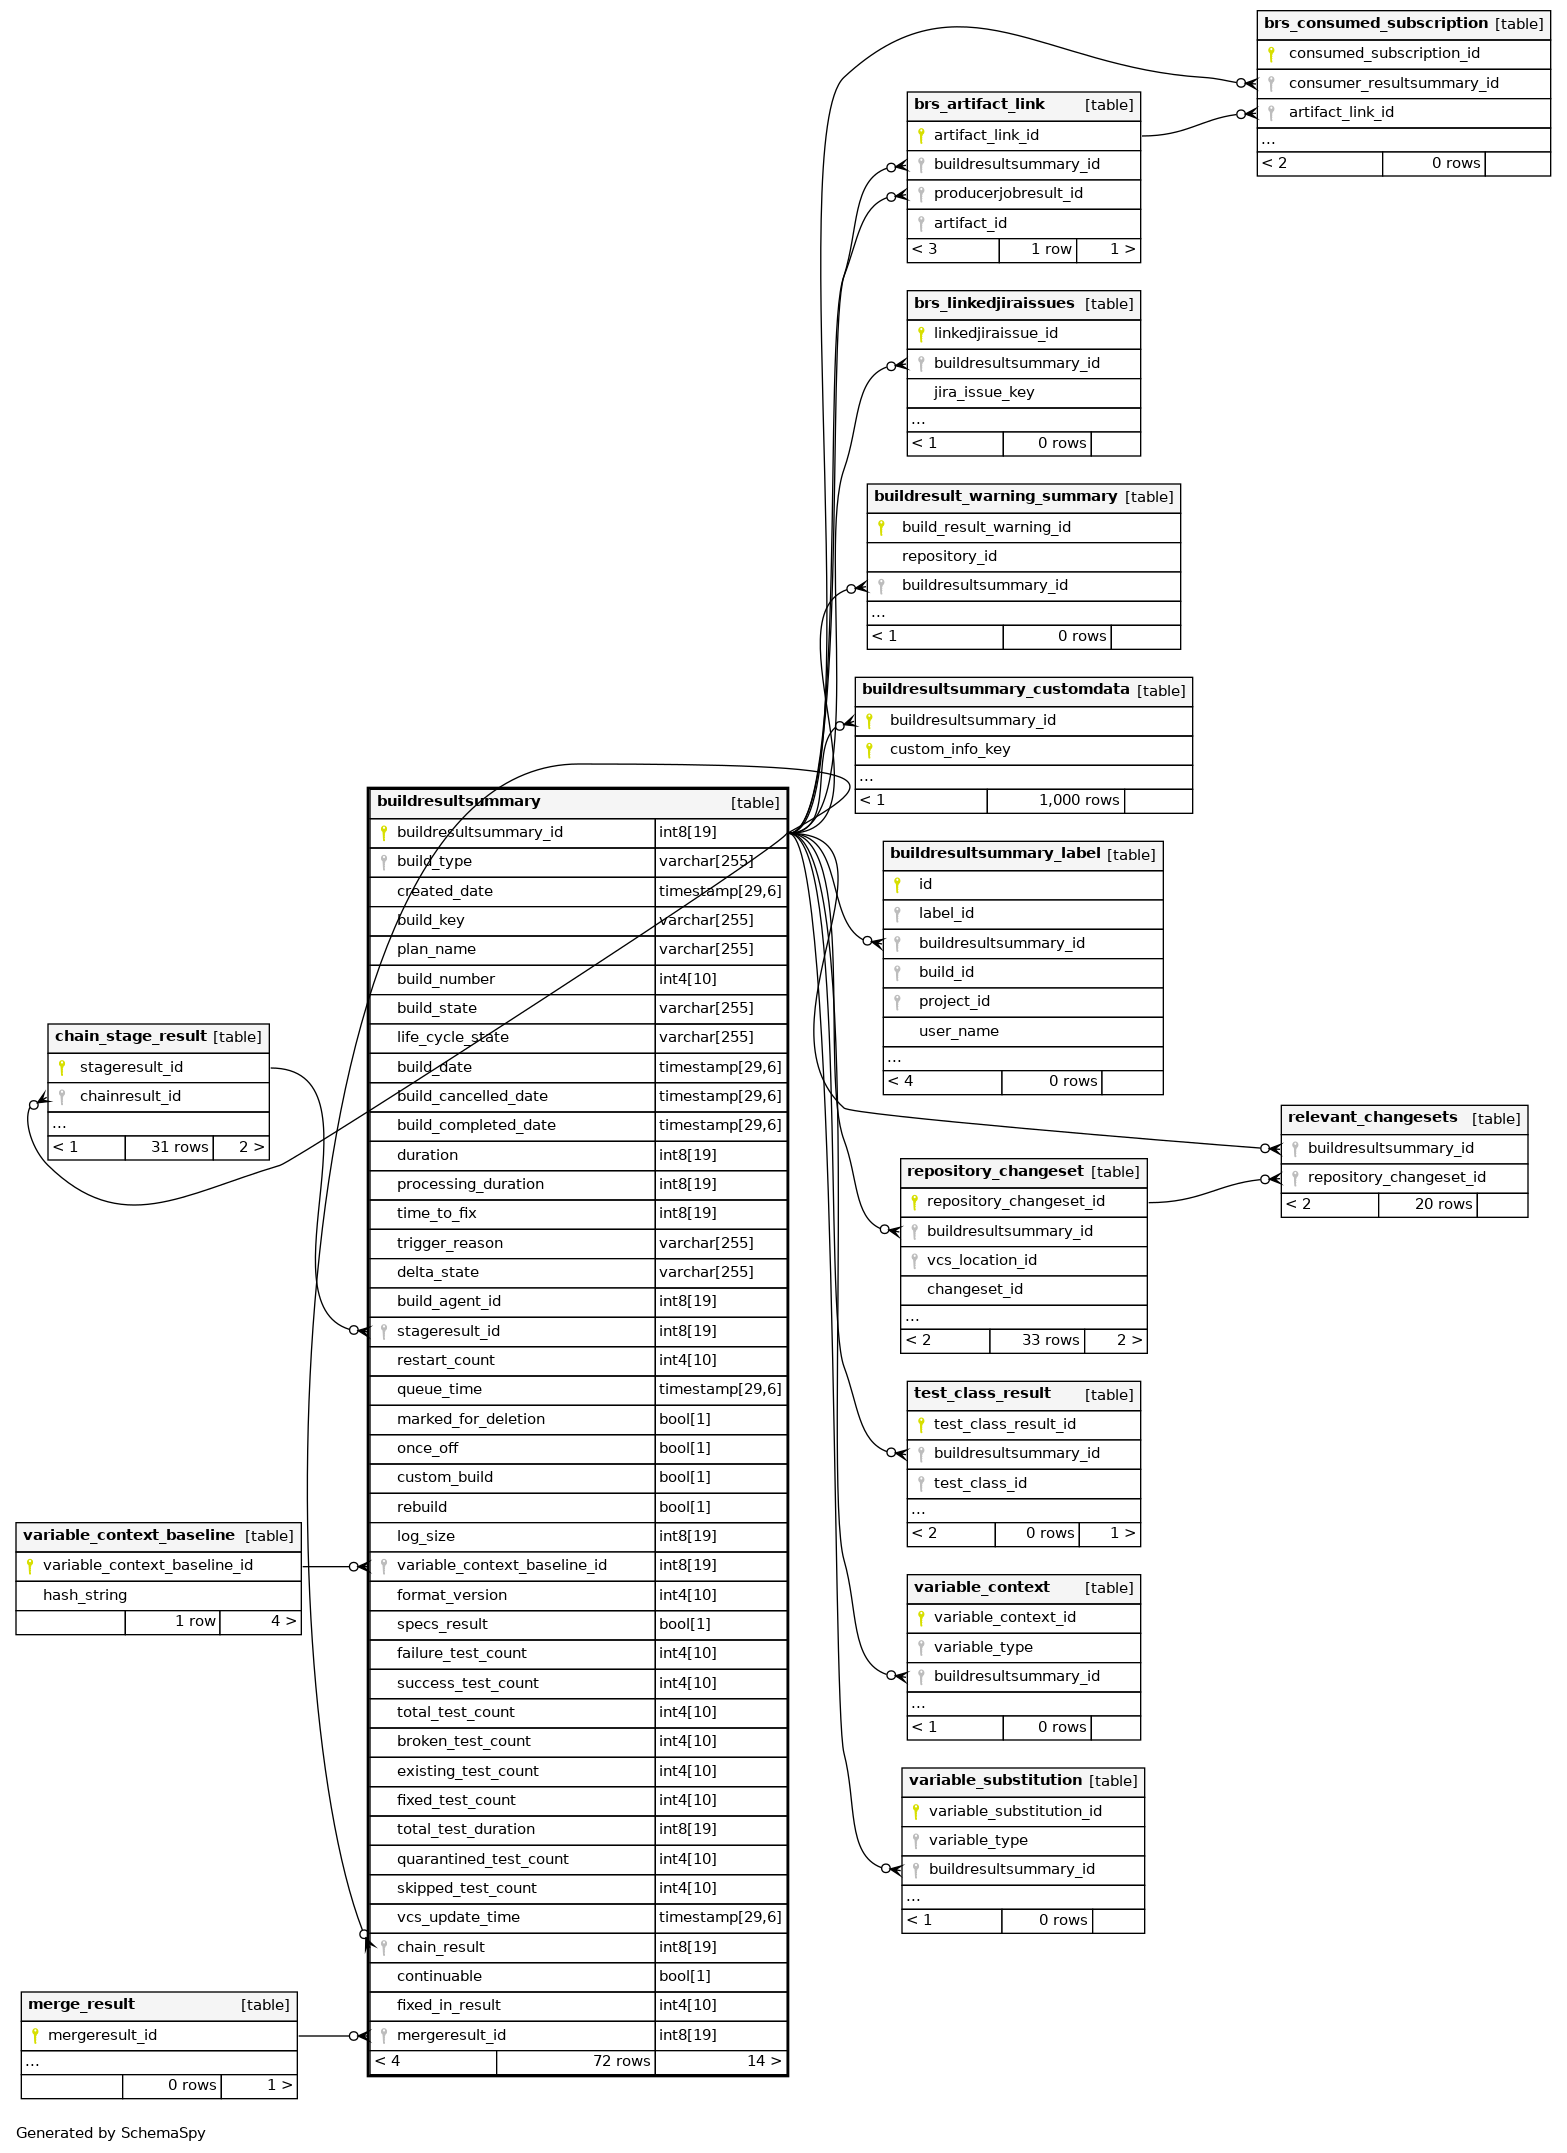 brs_consumed_subscription [table]
consumed_subscription_id
consumer_resultsummary_id
artifact_link_id
...
< 2 0 rows
brs_artifact_link [table]
artifact_link_id
buildresultsummary_id
producerjobresult_id
artifact_id
< 3 1 row 1 >
brs_linkedjiraissues [table]
linkedjiraissue_id
buildresultsummary_id
jira_issue_key
...
< 1 0 rows
buildresult_warning_summary [table]
build_result_warning_id
repository_id
buildresultsummary_id
...
< 1 0 rows
buildresultsummary_customdata [table]
buildresultsummary_id
custom_info_key
...
< 1 1,000 rows
buildresultsummary [table]
buildresultsummary_id int8[19]
build_type varchar[255]
created_date timestamp[29,6]
build_key varchar[255]
plan_name varchar[255]
build_number int4[10]
build_state varchar[255]
life_cycle_state varchar[255]
build_date timestamp[29,6]
build_cancelled_date timestamp[29,6]
build_completed_date timestamp[29,6]
duration int8[19]
processing_duration int8[19]
time_to_fix int8[19]
trigger_reason varchar[255]
delta_state varchar[255]
build_agent_id int8[19]
stageresult_id int8[19]
restart_count int4[10]
queue_time timestamp[29,6]
marked_for_deletion bool[1]
once_off bool[1]
custom_build bool[1]
rebuild bool[1]
log_size int8[19]
variable_context_baseline_id int8[19]
format_version int4[10]
specs_result bool[1]
failure_test_count int4[10]
success_test_count int4[10]
total_test_count int4[10]
broken_test_count int4[10]
existing_test_count int4[10]
fixed_test_count int4[10]
total_test_duration int8[19]
quarantined_test_count int4[10]
skipped_test_count int4[10]
vcs_update_time timestamp[29,6]
chain_result int8[19]
continuable bool[1]
fixed_in_result int4[10]
mergeresult_id int8[19]
< 4 72 rows 14 >
buildresultsummary_label [table]
id
label_id
buildresultsummary_id
build_id
project_id
user_name
...
< 4 0 rows
chain_stage_result [table]
stageresult_id
chainresult_id
...
< 1 31 rows 2 >
relevant_changesets [table]
buildresultsummary_id
repository_changeset_id
< 2 20 rows
repository_changeset [table]
repository_changeset_id
buildresultsummary_id
vcs_location_id
changeset_id
...
< 2 33 rows 2 >
test_class_result [table]
test_class_result_id
buildresultsummary_id
test_class_id
...
< 2 0 rows 1 >
variable_context_baseline [table]
variable_context_baseline_id
hash_string
1 row 4 >
variable_context [table]
variable_context_id
variable_type
buildresultsummary_id
...
< 1 0 rows
variable_substitution [table]
variable_substitution_id
variable_type
buildresultsummary_id
...
< 1 0 rows
merge_result [table]
mergeresult_id
...
0 rows 1 >
Generated by SchemaSpy